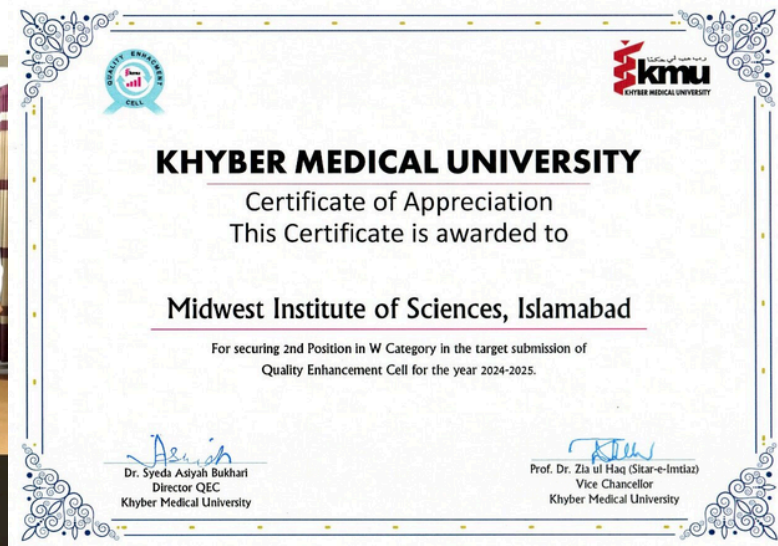 QUALITY ENHACMENT
CELL
kmu
KHYBER MEDICAL UNIVERSITY
KHYBER MEDICAL UNIVERSITY
Certificate of Appreciation
This Certificate is awarded to
Midwest Institute of Sciences, Islamabad
For securing 2nd Position in W Category in the target submission of
Quality Enhancement Cell for the year 2024-2025.
Dr. Syeda Asiyah Bukhari
Director QEC
Khyber Medical University
Prof. Dr. Zia ul Haq (Sitar-e-Imtiaz)
Vice Chancellor
Khyber Medical University